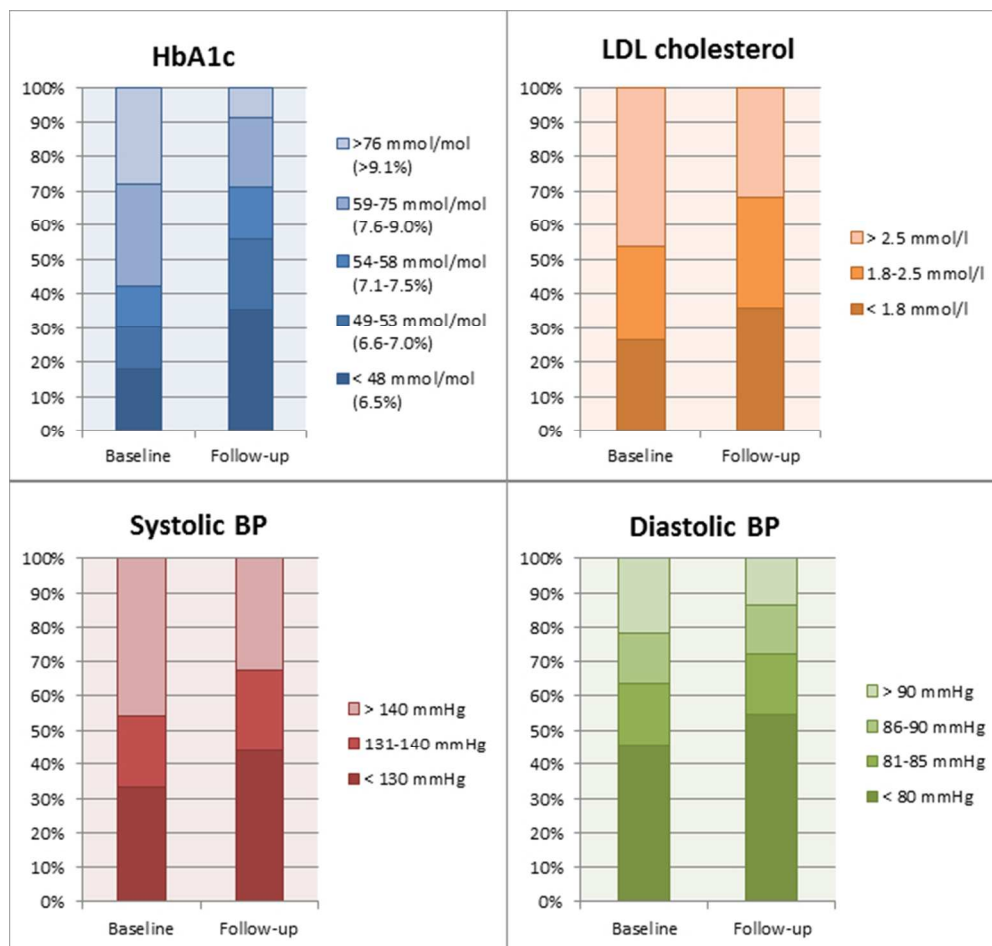 HbA1c
100%
90%
80%
70%
60%
50%
40%
30%
20%
10%
0%
Baseline Follow-up
>76 mmol/mol
(>9.1%)
59-75 mmol/mol
(7.6-9.0%)
54-58 mmol/mol
(7.1-7.5%)
49-53 mmol/mol
(6.6-7.0%)
< 48 mmol/mol
(6.5%)
LDL cholesterol
100%
90%
80%
70%
60%
50%
40%
30%
20%
10%
0%
Baseline Follow-up
> 2.5 mmol/l
1.8-2.5 mmol/l
< 1.8 mmol/l
Systolic BP
100%
90%
80%
70%
60%
50%
40%
30%
20%
10%
0%
Baseline Follow-up
> 140 mmHg
131-140 mmHg
< 130 mmHg
Diastolic BP
100%
90%
80%
70%
60%
50%
40%
30%
20%
10%
0%
Baseline Follow-up
> 90 mmHg
86-90 mmHg
81-85 mmHg
< 80 mmHg